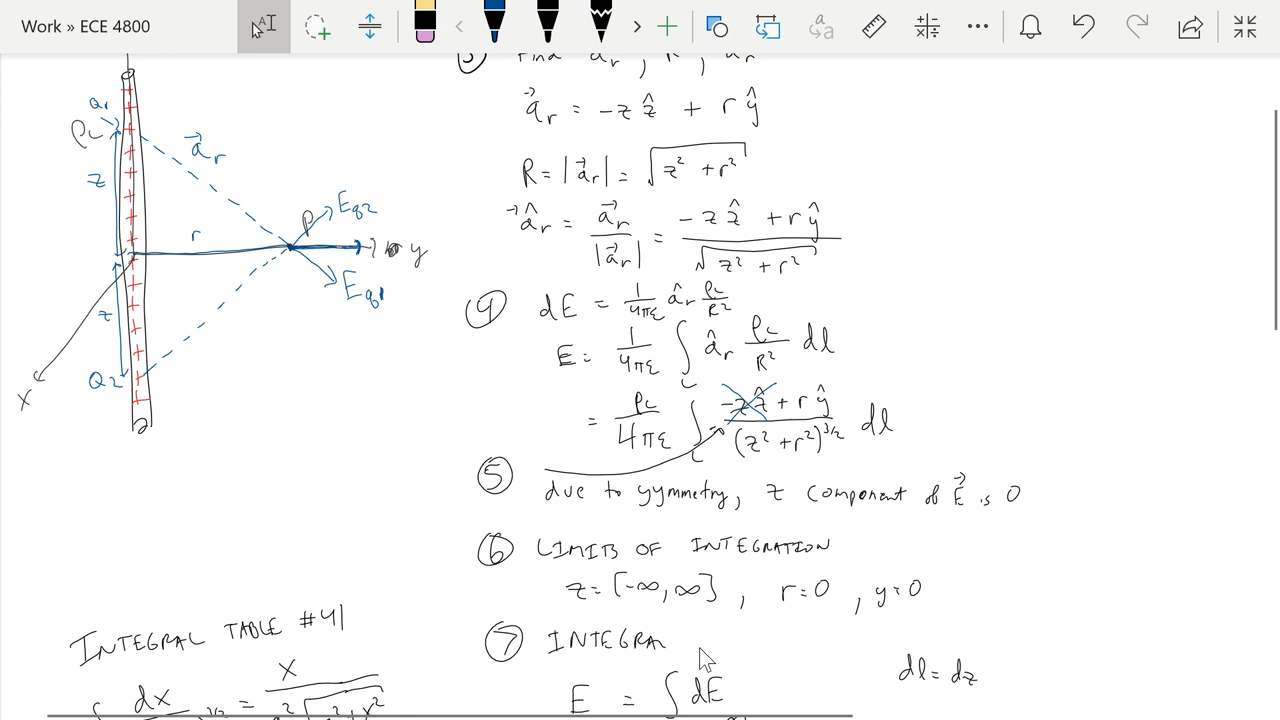 Work » ECE 4800
a⃗r = -z ẑ + r ŷ
R = |a⃗r| = √(z² + r²)
âr = a⃗r / |a⃗r| = (-z ẑ + r ŷ) / √(z² + r²)
④ dE = 1/4πε âr ρL/R²
E = 1/4πε ∫L âr ρL/R² dl
= ρL/4πε ∫L (-z ẑ + r ŷ)/(z² + r²)^3/2 dl
⑤ due to yymmetry, z component of E⃗ is 0
⑥ LIMITS OF INTEGRATION
z = [-∞, ∞] , r = 0 , y = 0
⑦ INTEGRAL
dl = dz
E = ∫ dE
Q1
ρL
a⃗r
z
r
P
Eq2
y
Eq1
z
Q2
x
INTEGRAL TABLE #41